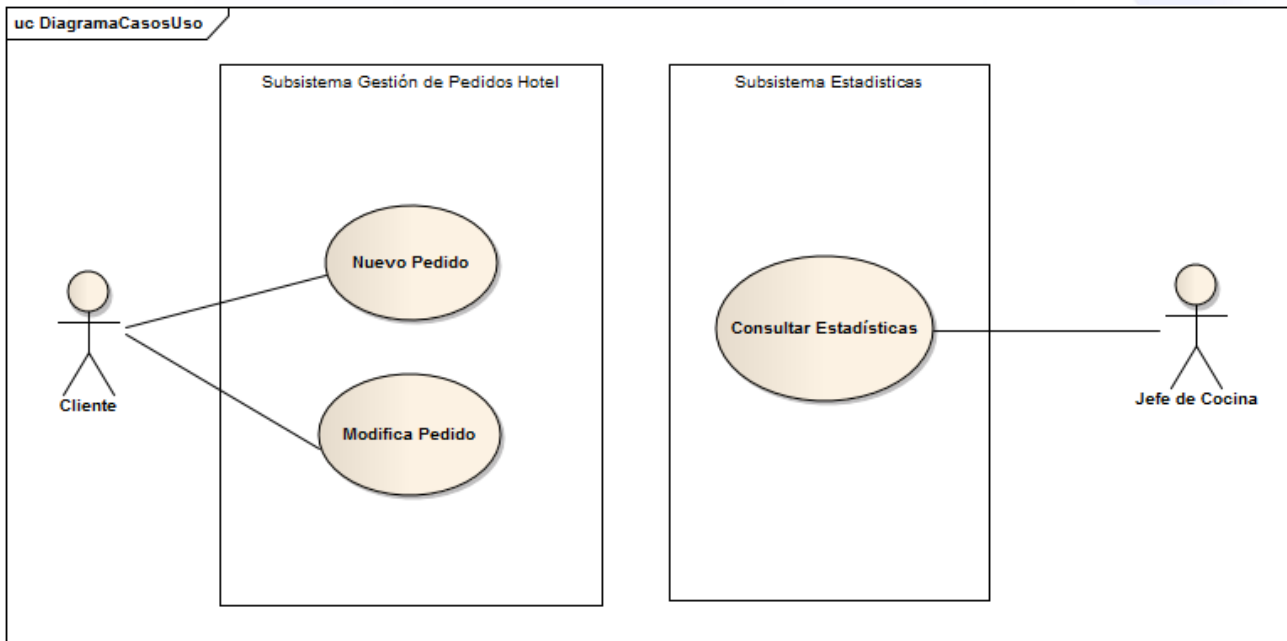 uc DiagramaCasosUso
Subsistema Gestión de Pedidos Hotel
Subsistema Estadisticas
Nuevo Pedido
Consultar Estadísticas
Cliente
Jefe de Cocina
Modifica Pedido